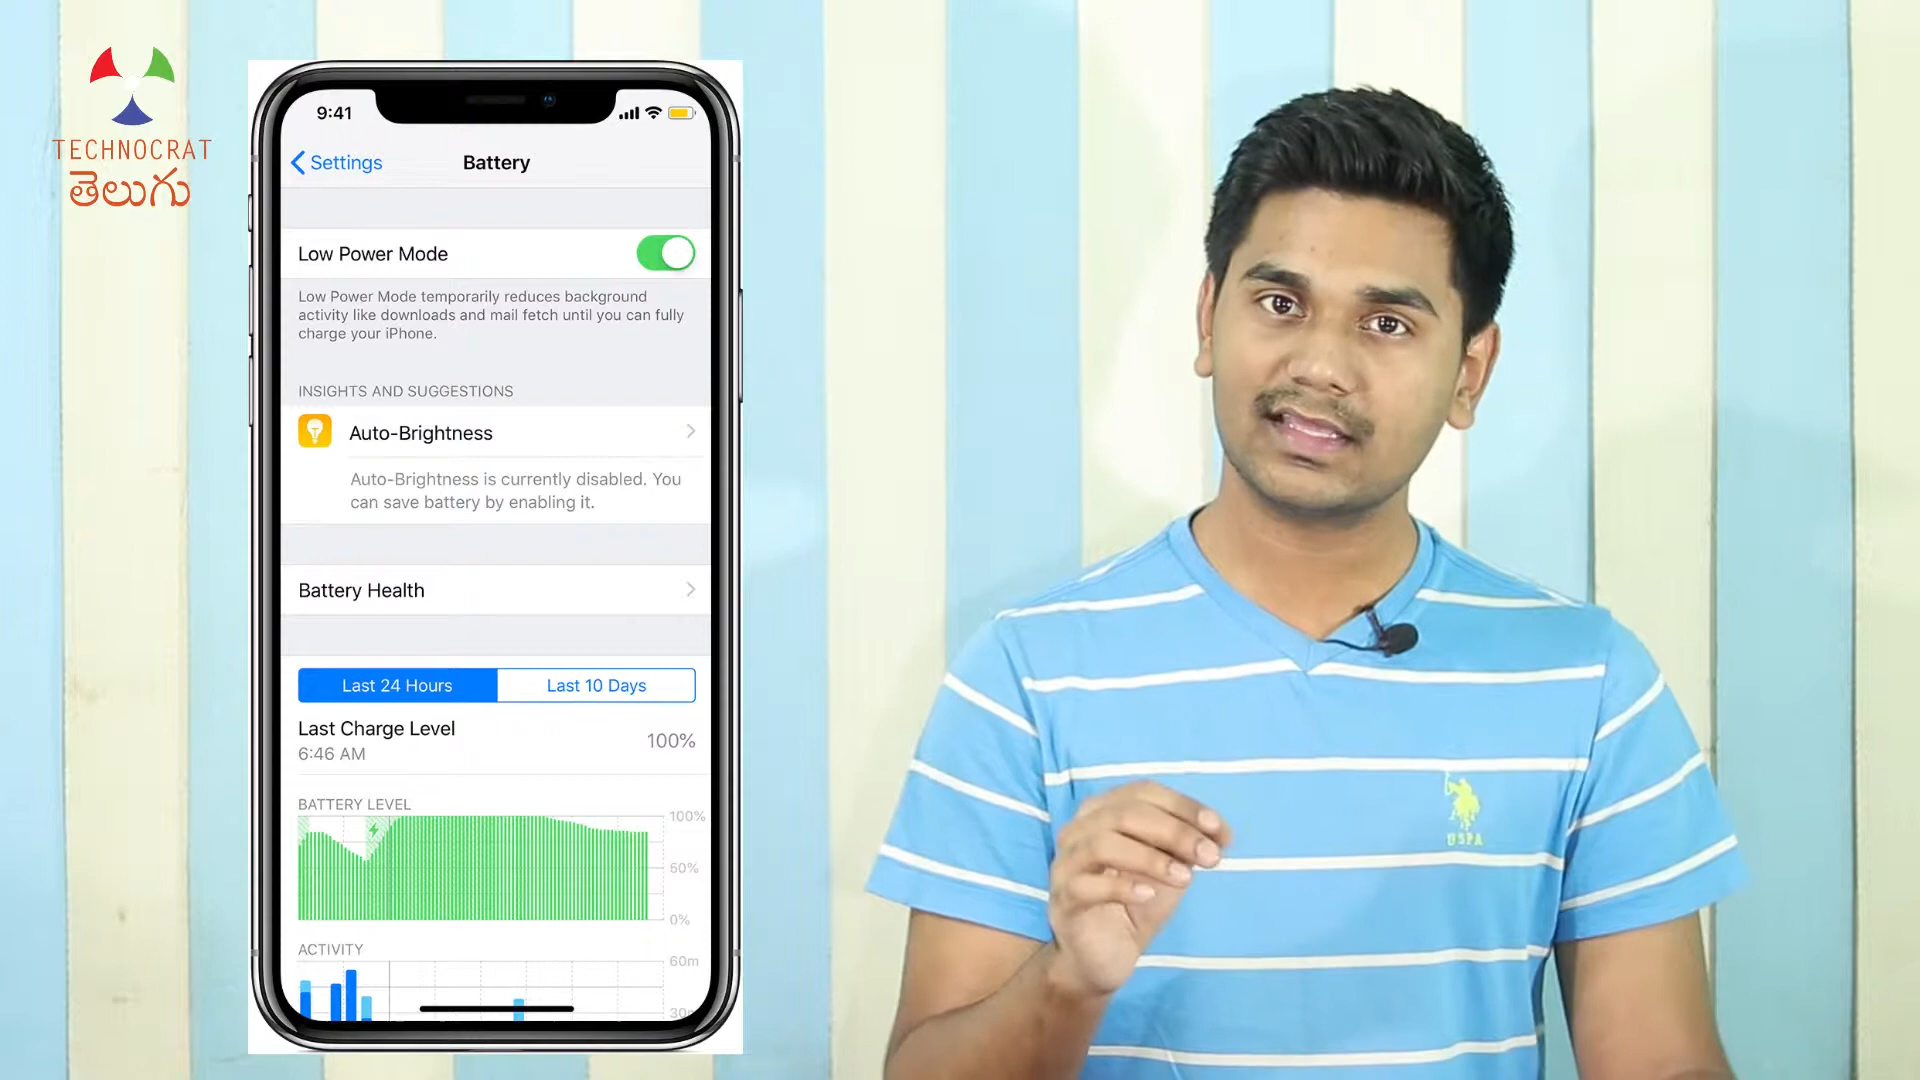 TECHNOCRAT
తెలుగు
9:41
Settings
Battery
Low Power Mode
Low Power Mode temporarily reduces background
activity like downloads and mail fetch until you can fully
charge your iPhone.
INSIGHTS AND SUGGESTIONS
Auto-Brightness
Auto-Brightness is currently disabled. You
can save battery by enabling it.
Battery Health
Last 24 Hours
Last 10 Days
Last Charge Level
6:46 AM
100%
BATTERY LEVEL
100%
50%
0%
ACTIVITY
60m
USPA